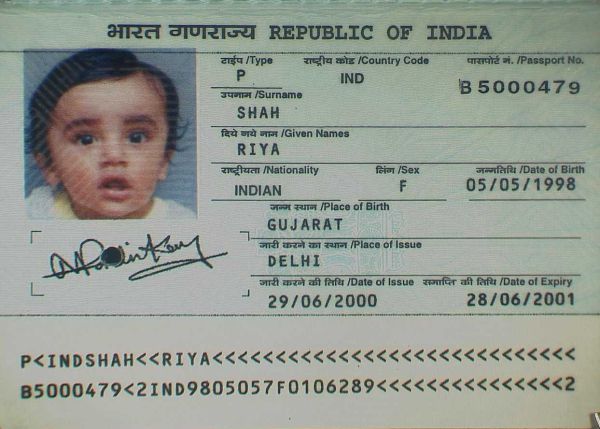 भारत गणराज्य REPUBLIC OF INDIA
टाईप /Type राष्ट्रीय कोड /Country Code पासपोर्ट नं. /Passport No.
P IND B5000479
उपनाम /Surname
SHAH
दिये गये नाम /Given Names
RIYA
राष्ट्रीयता /Nationality लिंग /Sex जन्मतिथि /Date of Birth
INDIAN F 05/05/1998
जन्म स्थान /Place of Birth
GUJARAT
जारी करने का स्थान /Place of Issue
DELHI
जारी करने की तिथि /Date of Issue समाप्ति की तिथि /Date of Expiry
29/06/2000 28/06/2001
P<INDSHAH<<RIYA<<<<<<<<<<<<<<<<<<<<<<<<<<<<<
B5000479<2IND9805057F0106289<<<<<<<<<<<<<<<2